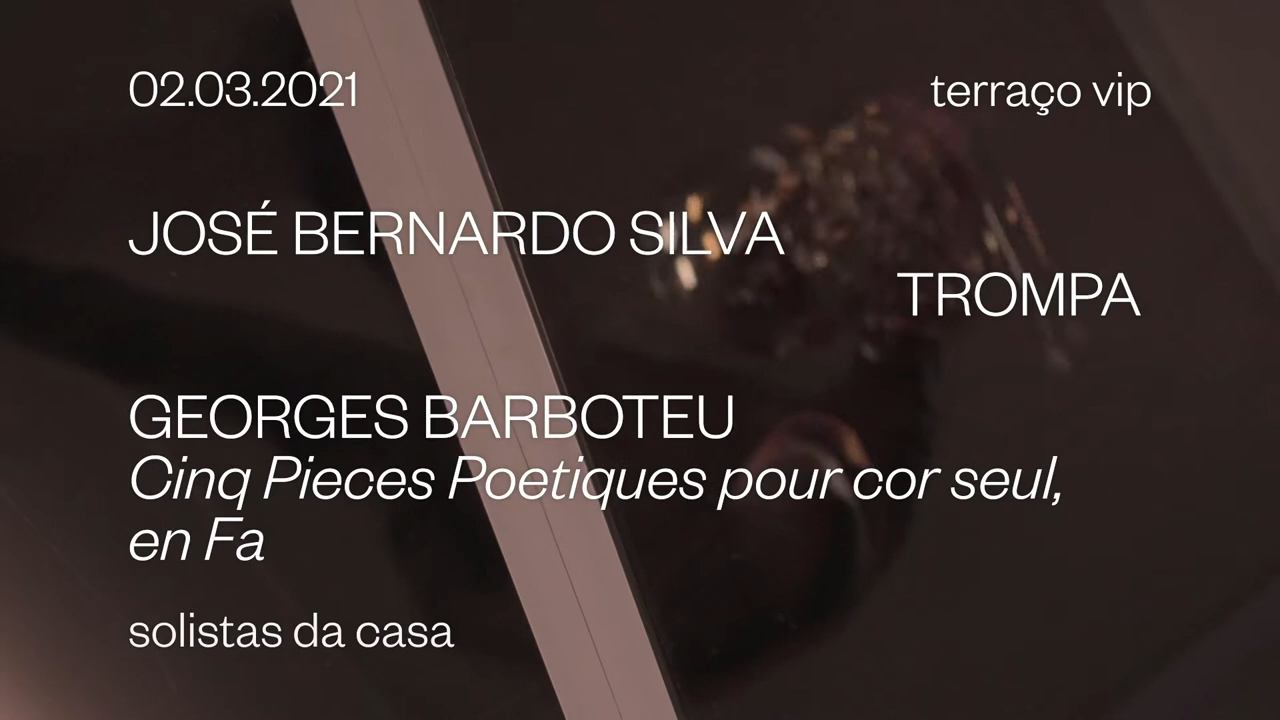 02.03.2021
terraço vip
JOSÉ BERNARDO SILVA
TROMPA
GEORGES BARBOTEU
Cinq Pieces Poetiques pour cor seul,
en Fa
solistas da casa